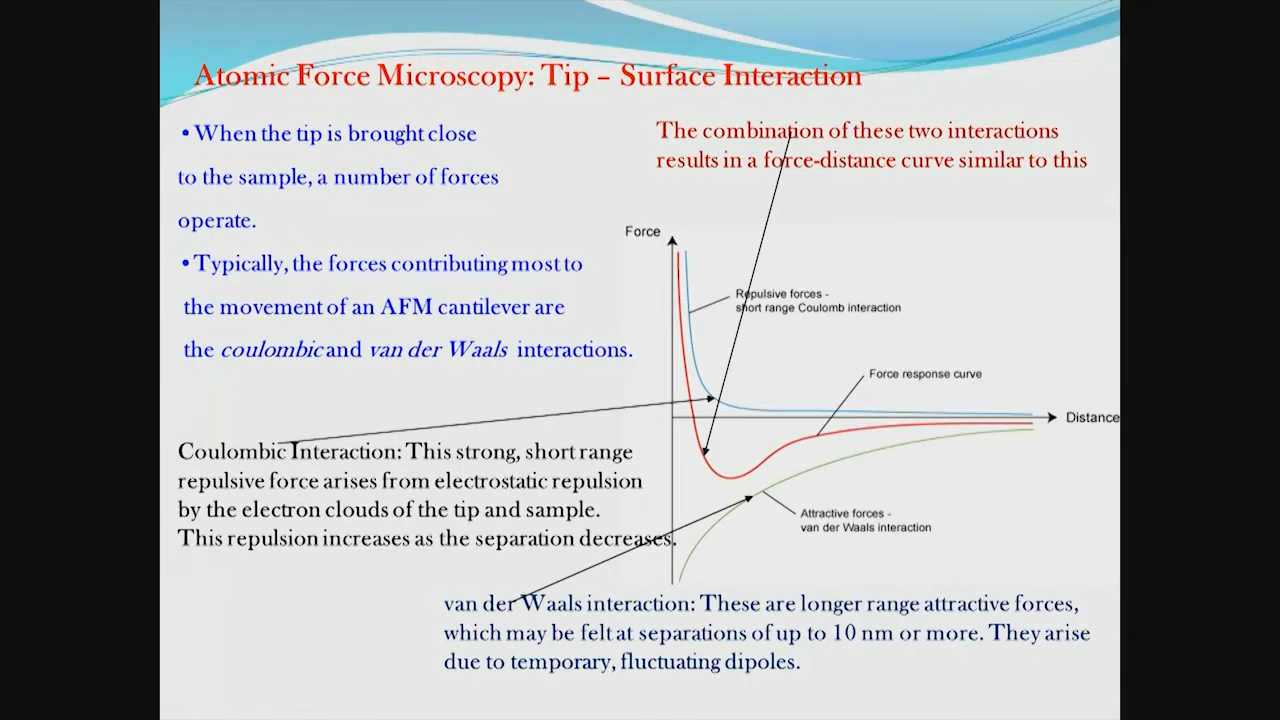 Atomic Force Microscopy: Tip – Surface Interaction
• When the tip is brought close
to the sample, a number of forces
operate.
• Typically, the forces contributing most to
the movement of an AFM cantilever are
the coulombic and van der Waals interactions.
The combination of these two interactions
results in a force-distance curve similar to this
Force
Repulsive forces -
short range Coulomb interaction
Force response curve
Distance
Attractive forces -
van der Waals interaction
Coulombic Interaction: This strong, short range
repulsive force arises from electrostatic repulsion
by the electron clouds of the tip and sample.
This repulsion increases as the separation decreases.
van der Waals interaction: These are longer range attractive forces,
which may be felt at separations of up to 10 nm or more. They arise
due to temporary, fluctuating dipoles.